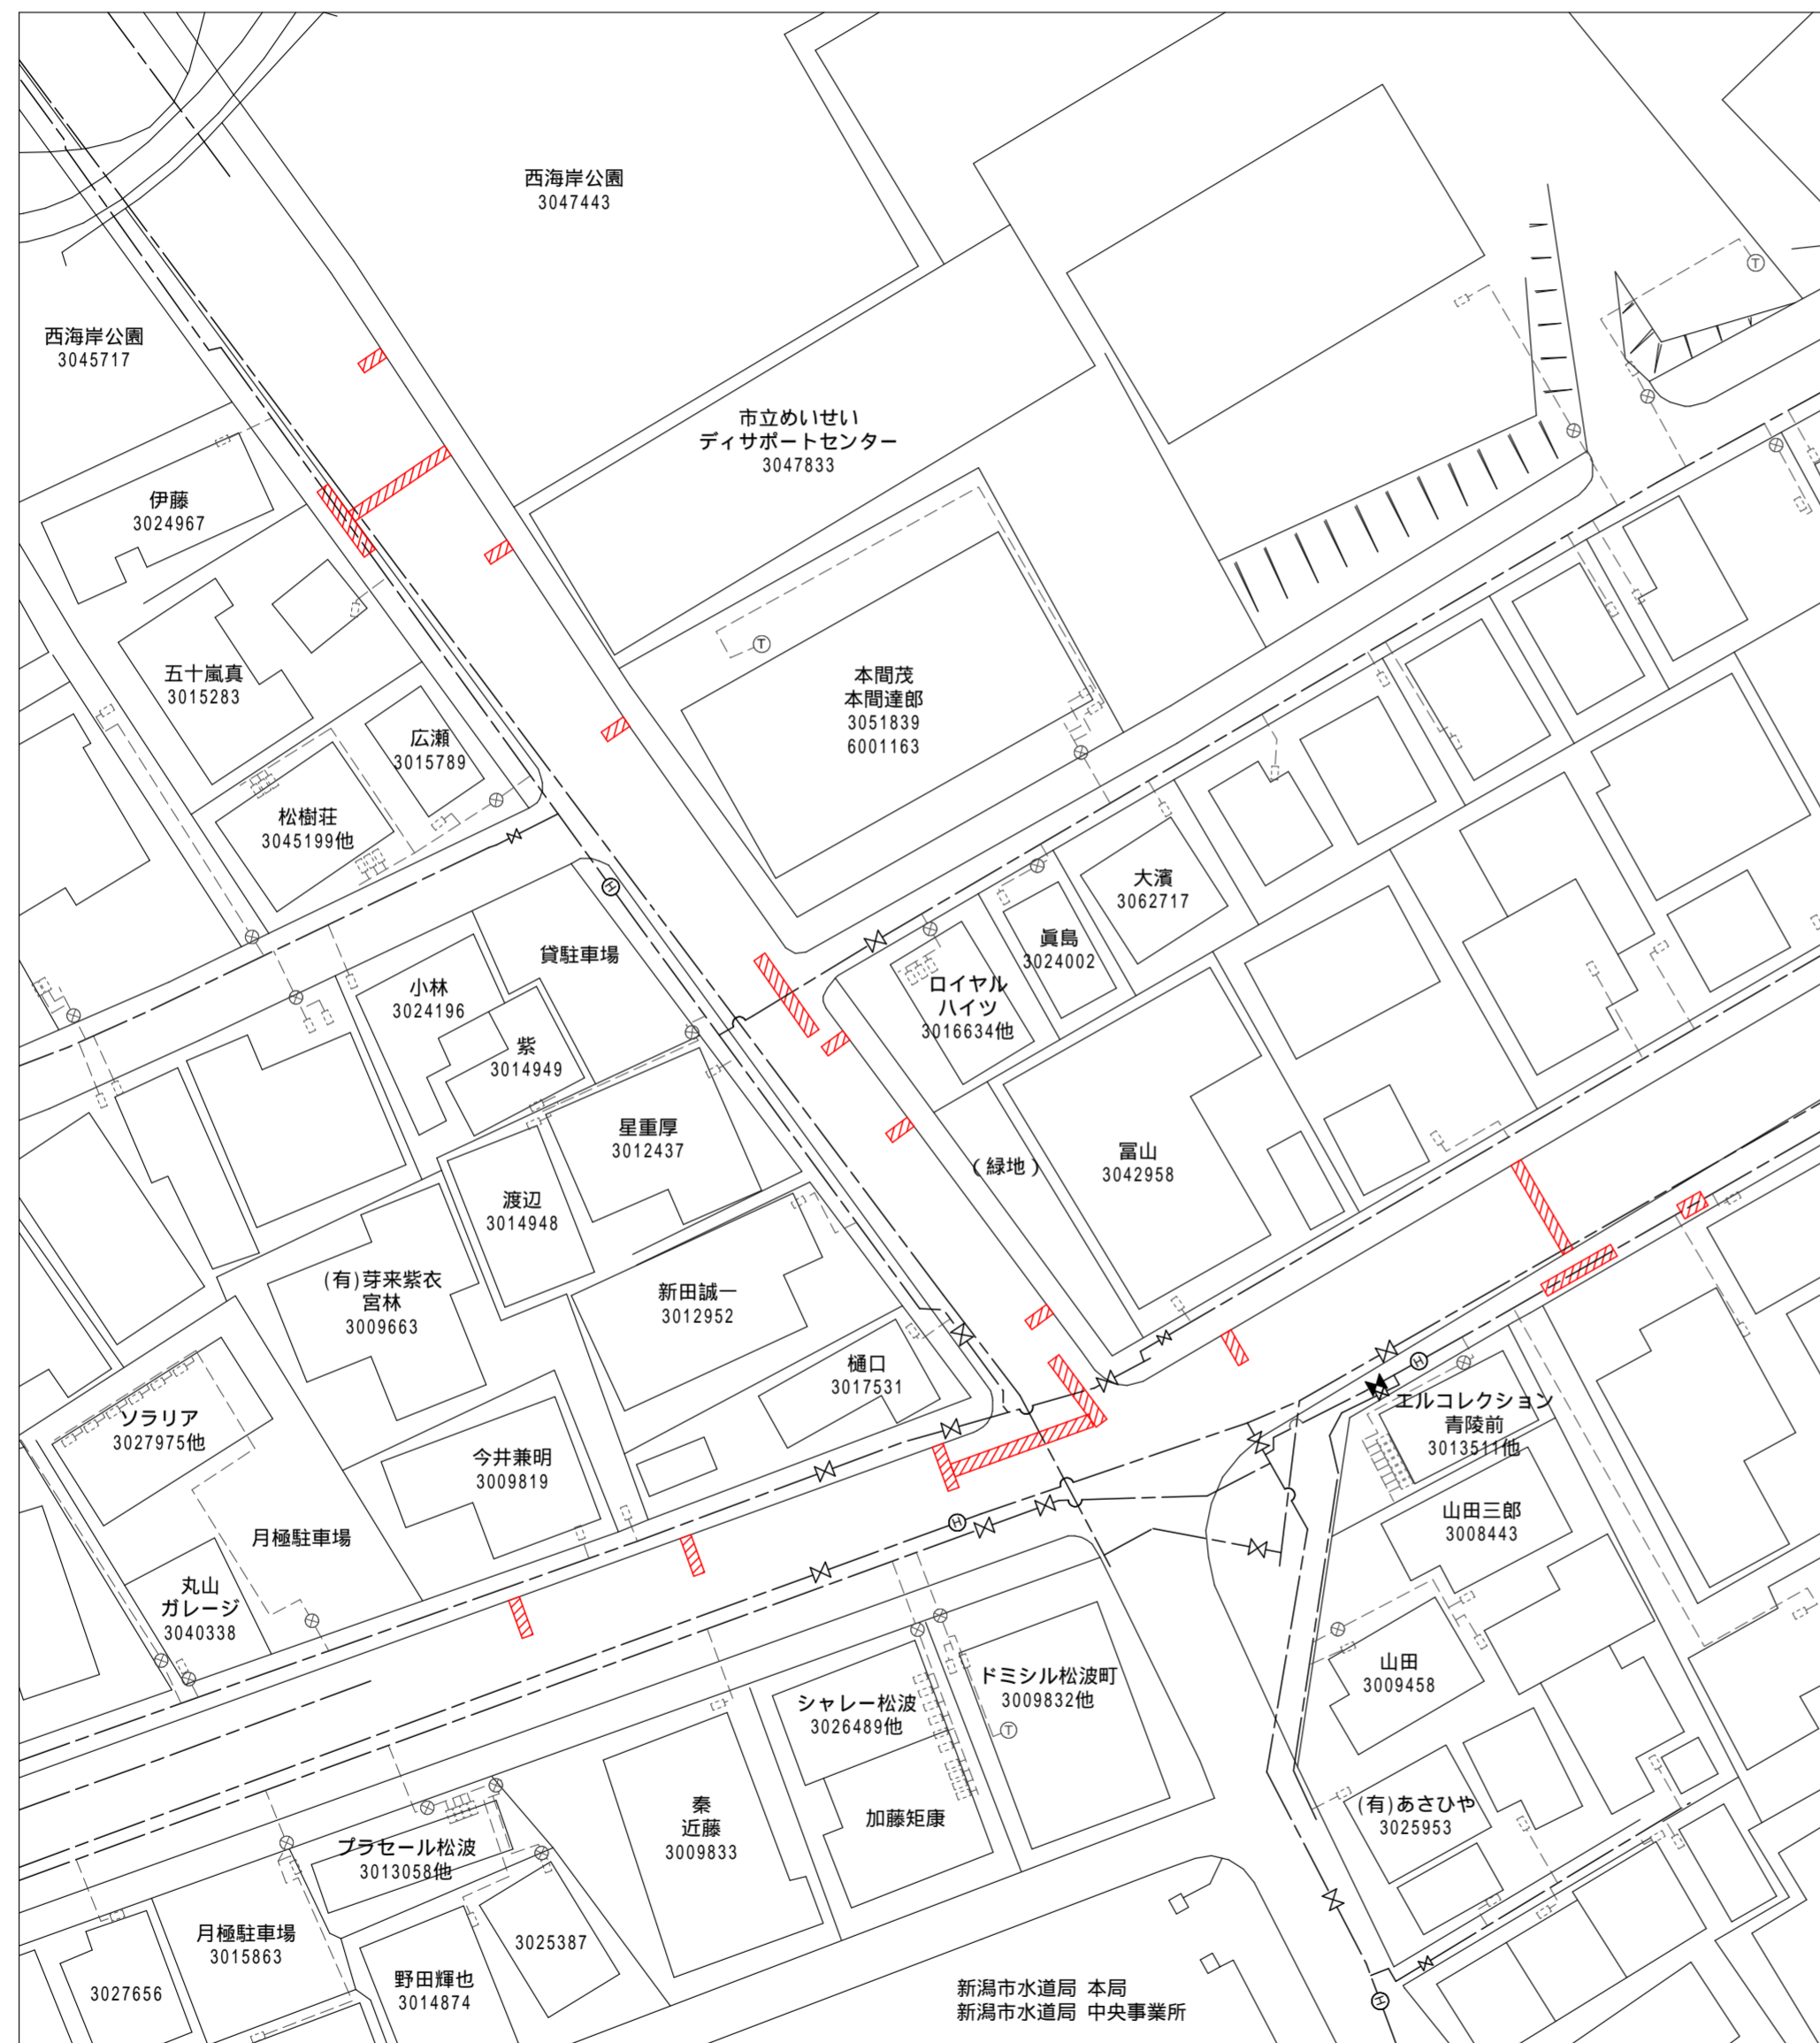 西海岸公園
3047443
西海岸公園
3045717
市立めいせい
ディサポートセンター
3047833
伊藤
3024967
五十嵐真
3015283
広瀬
3015789
松樹荘
3045199他
本間茂
本間達郎
3051839
6001163
大濱
3062717
眞島
3024002
ロイヤル
ハイツ
3016634他
貸駐車場
小林
3024196
紫
3014949
星重厚
3012437
渡辺
3014948
(緑地)
冨山
3042958
(有)芽来紫衣
宮林
3009663
新田誠一
3012952
樋口
3017531
ソラリア
3027975他
今井兼明
3009819
月極駐車場
丸山
ガレージ
3040338
エルコレクション
青陵前
3013511他
山田三郎
3008443
山田
3009458
(有)あさひや
3025953
ドミシル松波町
3009832他
シャレー松波
3026489他
加藤矩康
秦
近藤
3009833
プラセール松波
3013058他
月極駐車場
3015863
3027656
野田輝也
3014874
3025387
新潟市水道局 本局
新潟市水道局 中央事業所
T
T
T
H
H
H
H